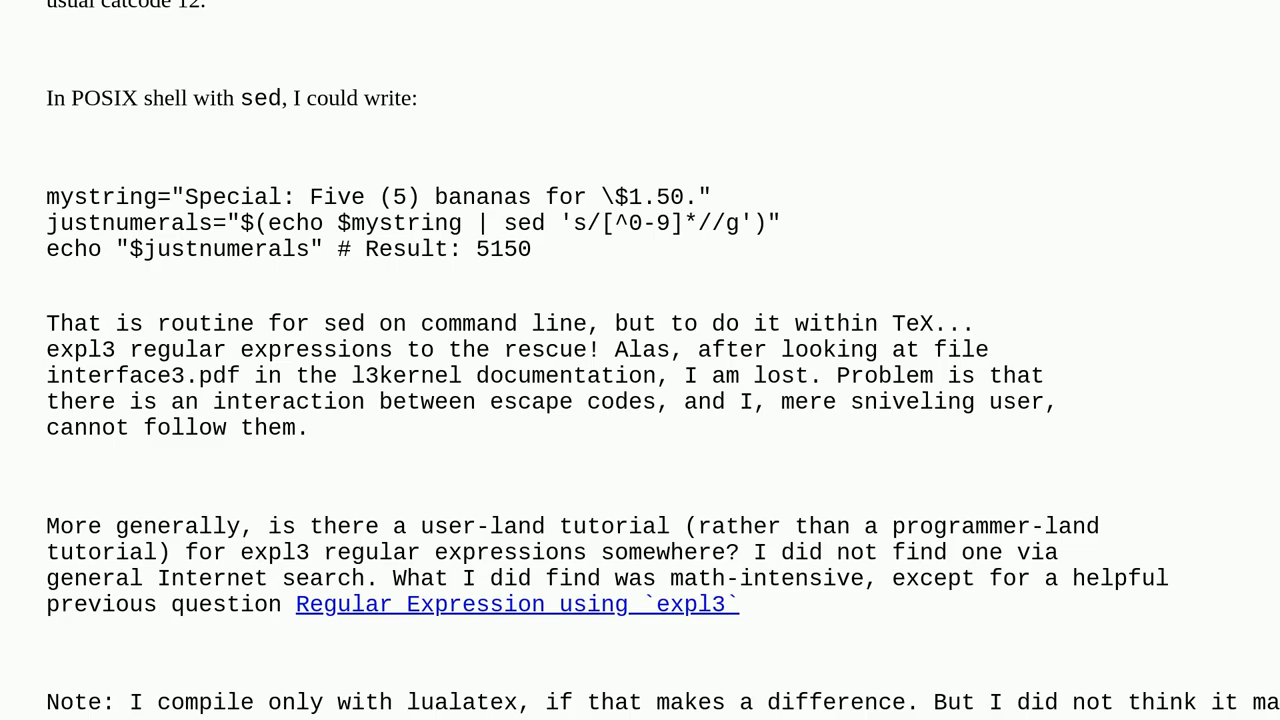 usual catcode 12.
In POSIX shell with sed, I could write:
mystring="Special: Five (5) bananas for \$1.50."
justnumerals="$(echo $mystring | sed 's/[^0-9]*//g')"
echo "$justnumerals" # Result: 5150
That is routine for sed on command line, but to do it within TeX...
expl3 regular expressions to the rescue! Alas, after looking at file
interface3.pdf in the l3kernel documentation, I am lost. Problem is that
there is an interaction between escape codes, and I, mere sniveling user,
cannot follow them.
More generally, is there a user-land tutorial (rather than a programmer-land
tutorial) for expl3 regular expressions somewhere? I did not find one via
general Internet search. What I did find was math-intensive, except for a helpful
previous question Regular Expression using `expl3`
Note: I compile only with lualatex, if that makes a difference. But I did not think it ma